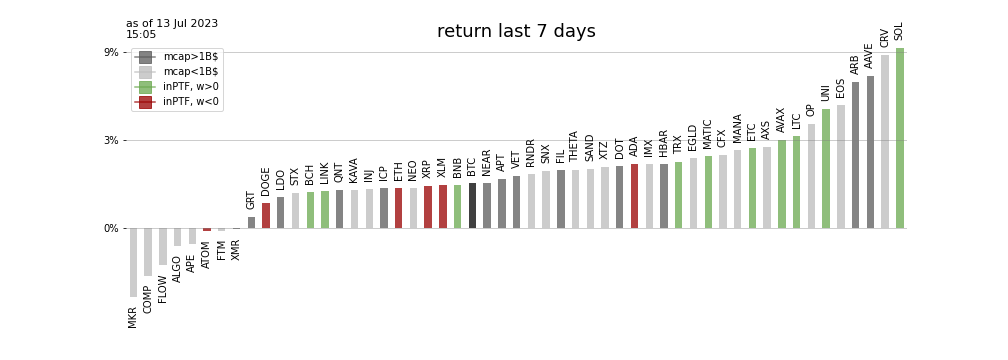 as of 13 Jul 2023
15:05
return last 7 days
mcap>1B$
mcap<1B$
inPTF, w>0
inPTF, w<0
9%
3%
0%
MKR
COMP
FLOW
ALGO
APE
ATOM
FTM
XMR
GRT
DOGE
LDO
STX
BCH
LINK
QNT
KAVA
INJ
ICP
ETH
NEO
XRP
XLM
BNB
BTC
NEAR
APT
VET
RNDR
SNX
FIL
THETA
SAND
XTZ
DOT
ADA
IMX
HBAR
TRX
EGLD
MATIC
CFX
MANA
ETC
AXS
AVAX
LTC
OP
UNI
EOS
ARB
AAVE
CRV
SOL